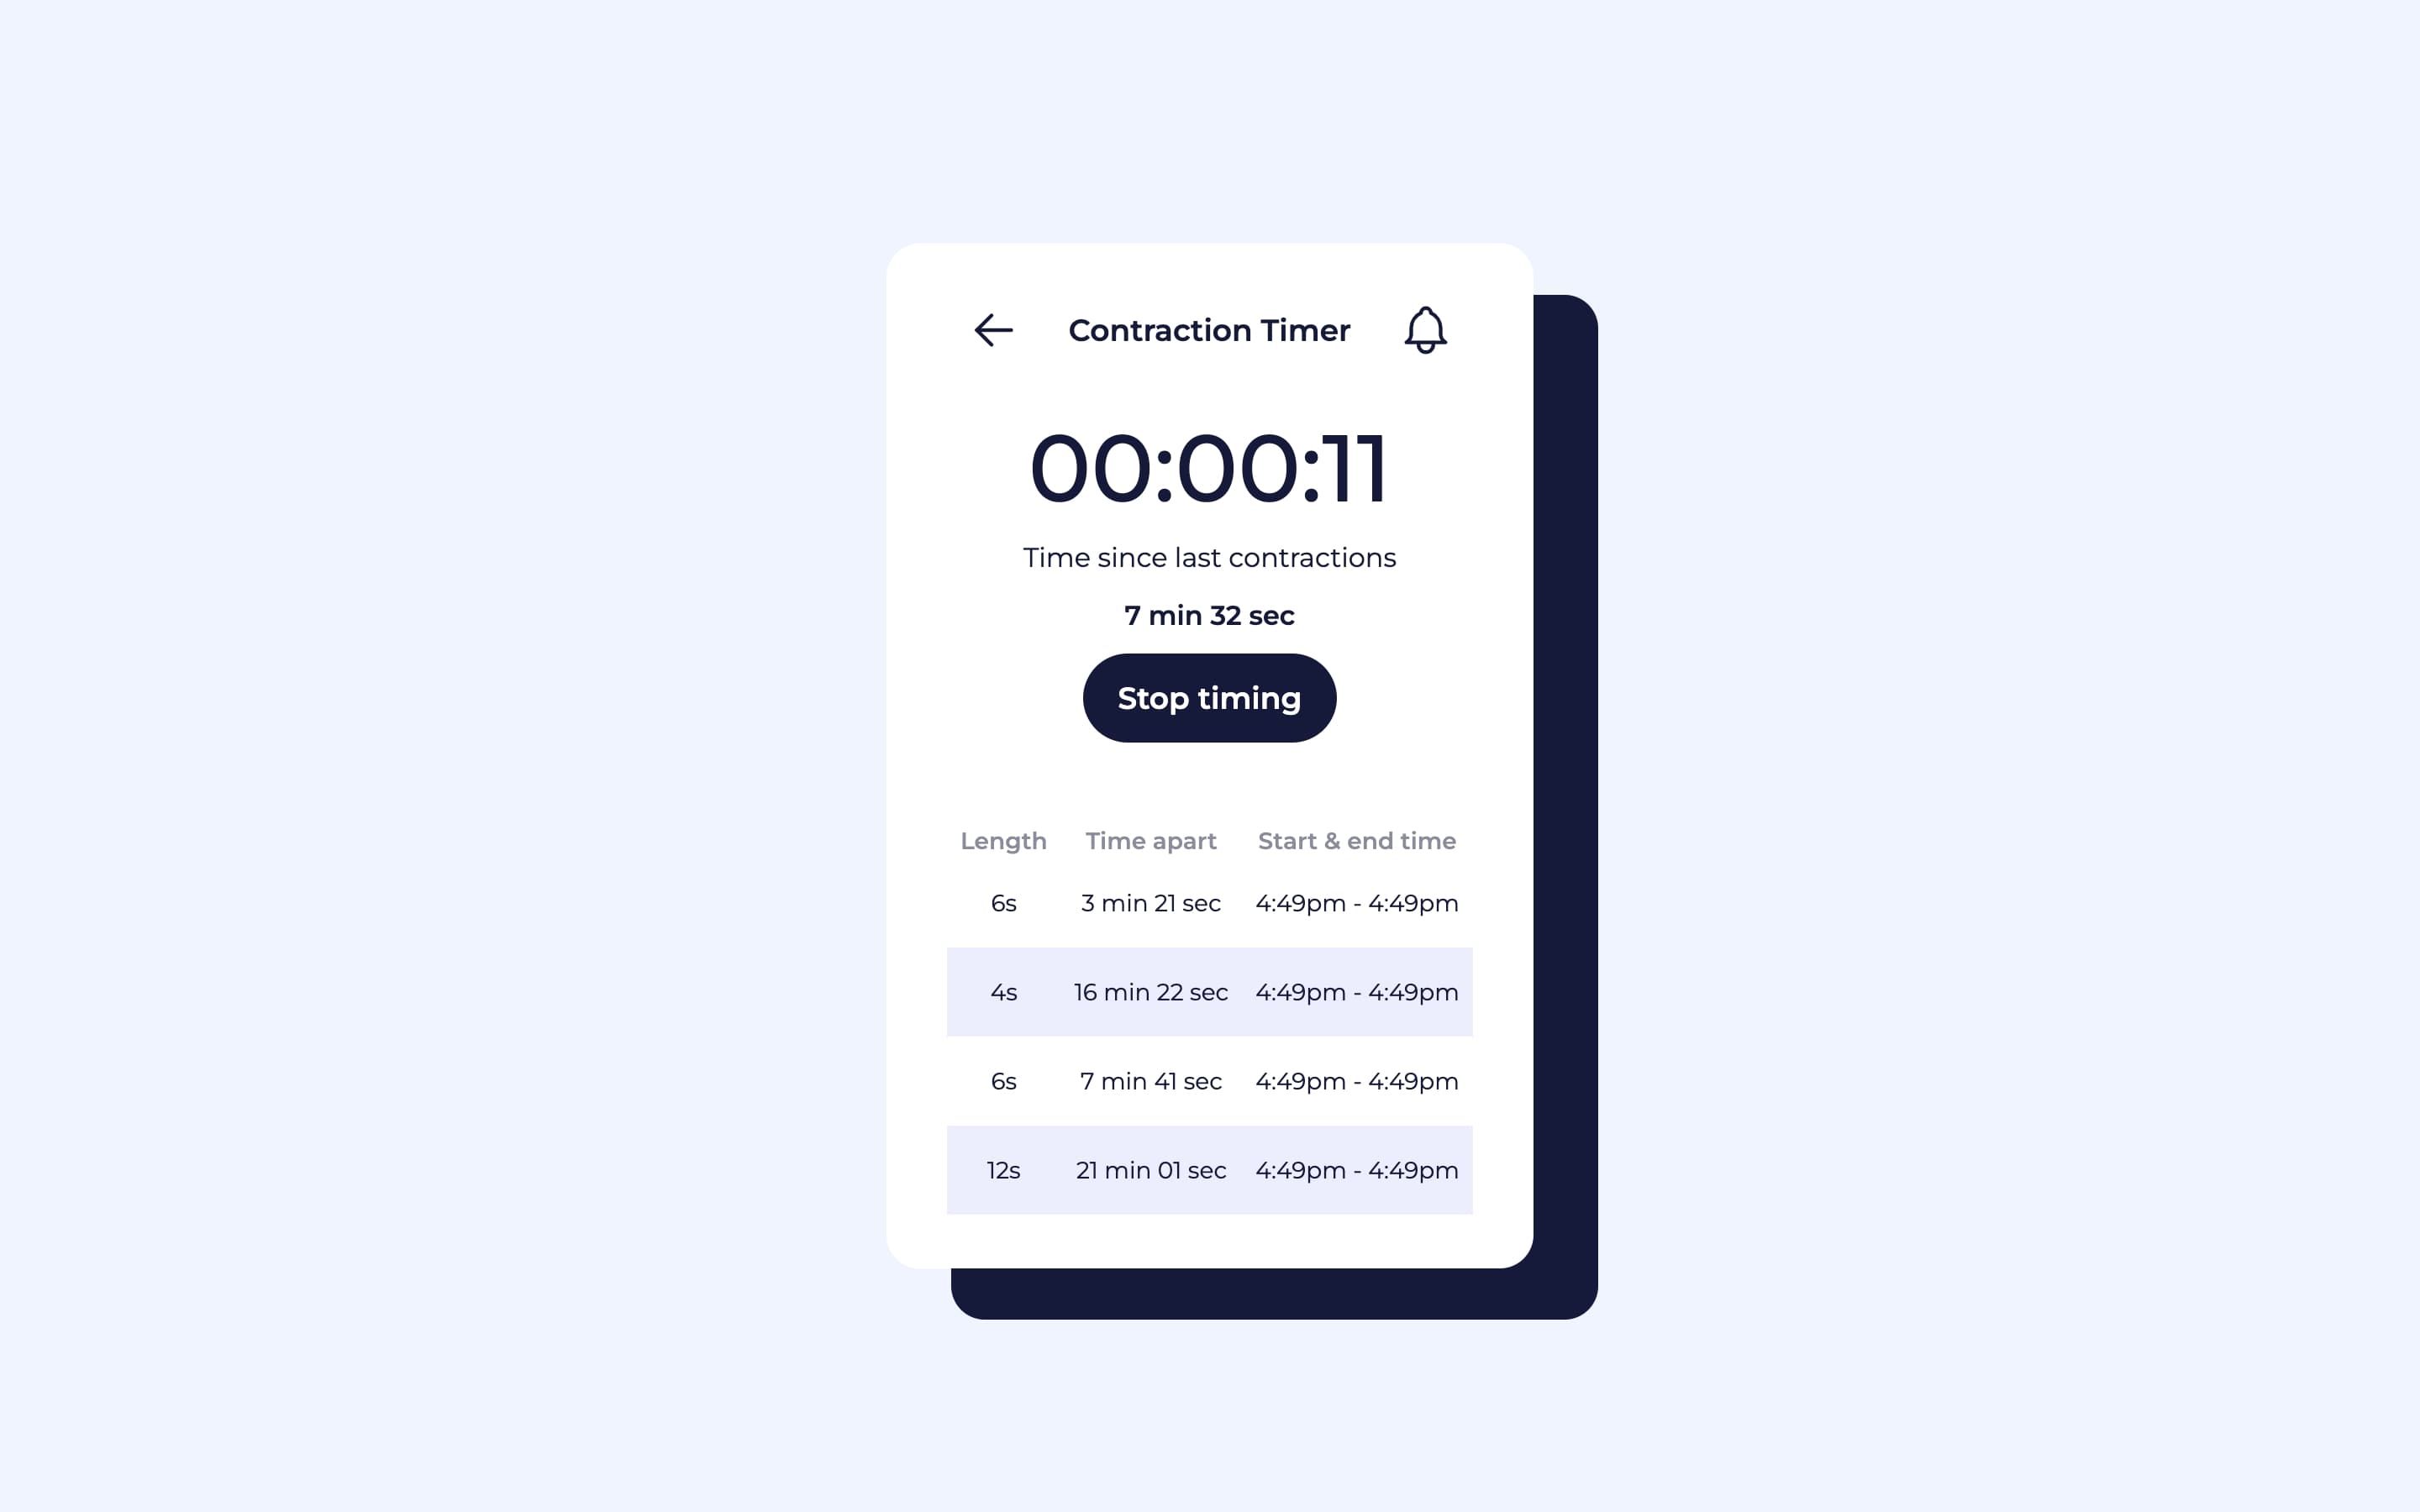 Contraction Timer
00:00:11
Time since last contractions
7 min 32 sec
Stop timing
Length Time apart Start & end time
6s 3 min 21 sec 4:49pm - 4:49pm
4s 16 min 22 sec 4:49pm - 4:49pm
6s 7 min 41 sec 4:49pm - 4:49pm
12s 21 min 01 sec 4:49pm - 4:49pm